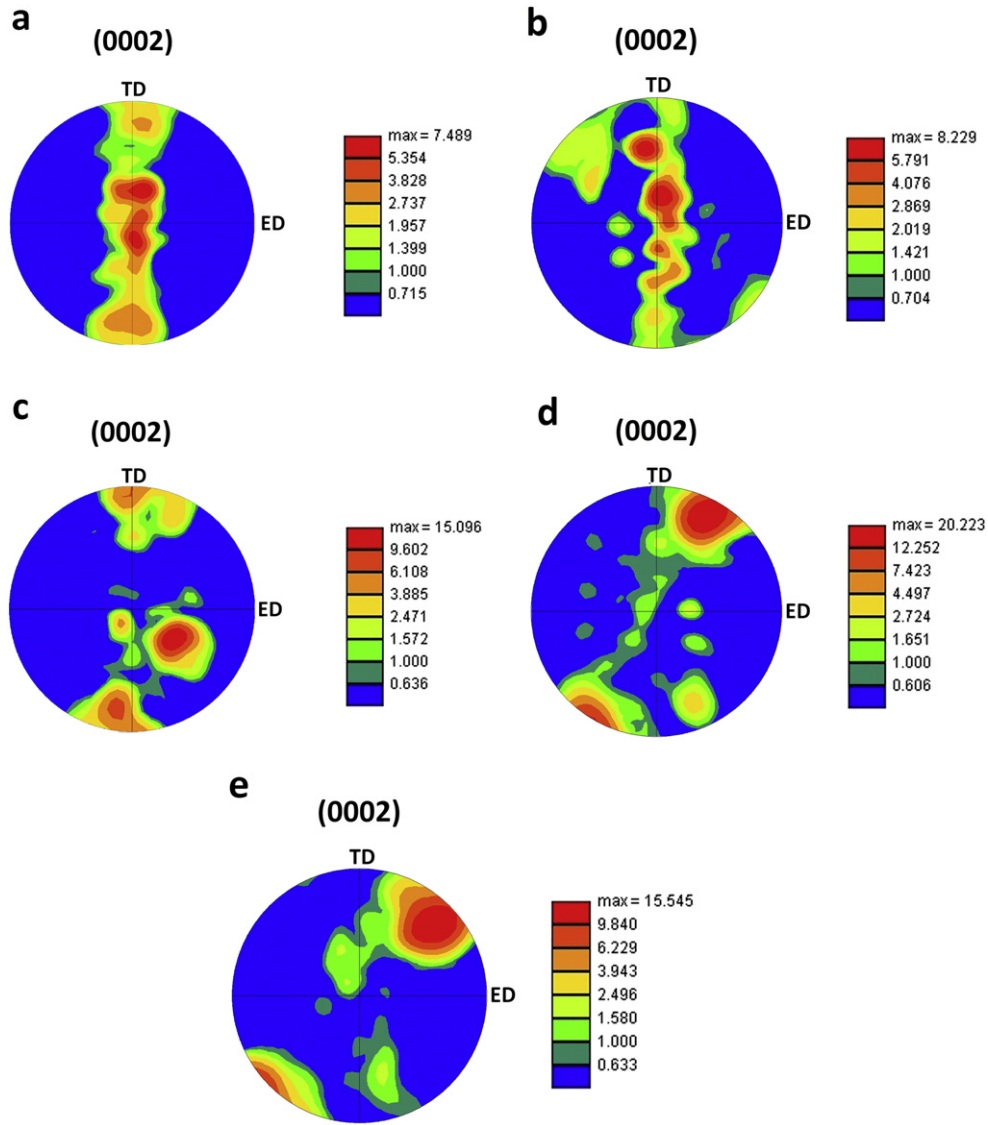 a
(0002)
TD
ED
max = 7.489
5.354
3.828
2.737
1.957
1.399
1.000
0.715
b
(0002)
TD
ED
max = 8.229
5.791
4.076
2.869
2.019
1.421
1.000
0.704
c
(0002)
TD
ED
max = 15.096
9.602
6.108
3.885
2.471
1.572
1.000
0.636
d
(0002)
TD
ED
max = 20.223
12.252
7.423
4.497
2.724
1.651
1.000
0.606
e
(0002)
TD
ED
max = 15.545
9.840
6.229
3.943
2.496
1.580
1.000
0.633